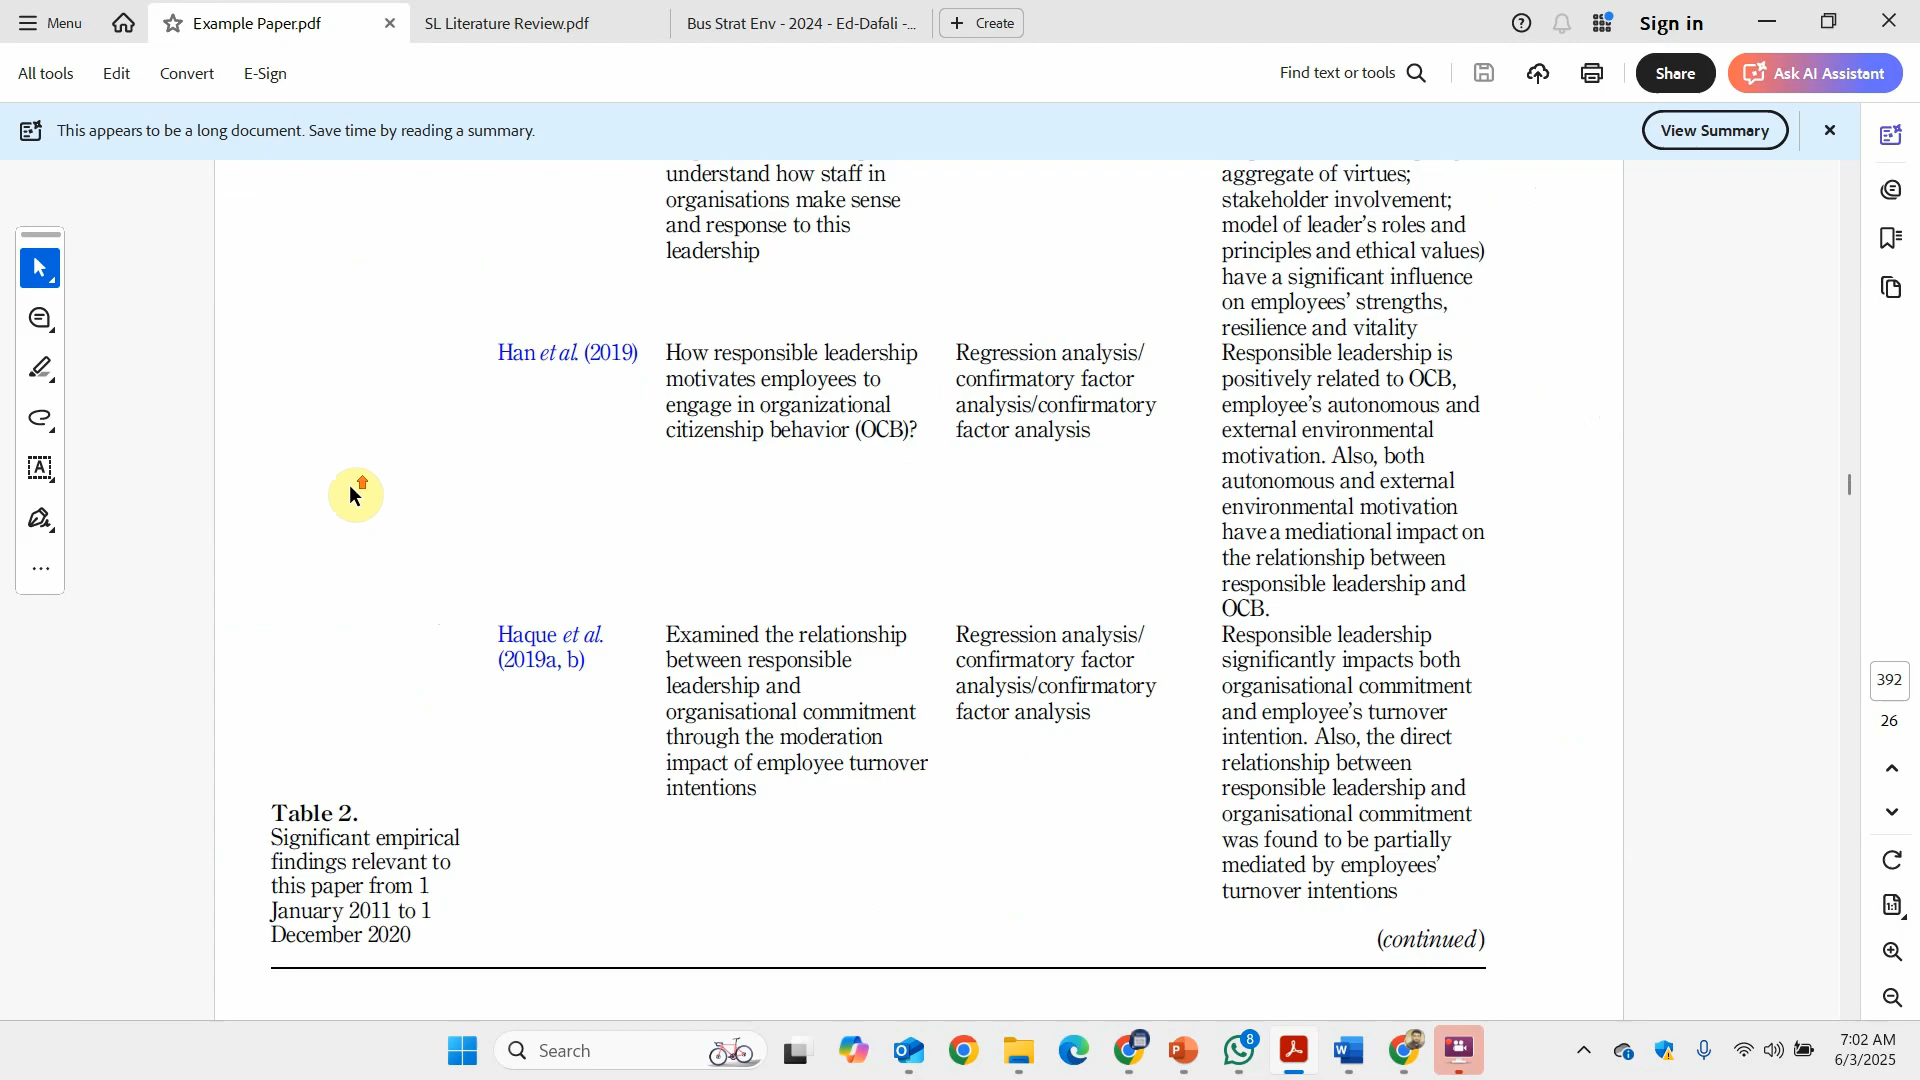 Menu
Example Paper.pdf
SL Literature Review.pdf
Bus Strat Env - 2024 - Ed-Dafali -...
Create
Sign in
All tools
Edit
Convert
E-Sign
Find text or tools
Share
Ask AI Assistant
This appears to be a long document. Save time by reading a summary.
View Summary
understand how staff in
organisations make sense
and response to this
leadership
aggregate of virtues;
stakeholder involvement;
model of leader's roles and
principles and ethical values)
have a significant influence
on employees' strengths,
resilience and vitality
Han et al. (2019)
How responsible leadership
motivates employees to
engage in organizational
citizenship behavior (OCB)?
Regression analysis/
confirmatory factor
analysis/confirmatory
factor analysis
Responsible leadership is
positively related to OCB,
employee's autonomous and
external environmental
motivation. Also, both
autonomous and external
environmental motivation
have a mediational impact on
the relationship between
responsible leadership and
OCB.
Haque et al.
(2019a, b)
Examined the relationship
between responsible
leadership and
organisational commitment
through the moderation
impact of employee turnover
intentions
Regression analysis/
confirmatory factor
analysis/confirmatory
factor analysis
Responsible leadership
significantly impacts both
organisational commitment
and employee's turnover
intention. Also, the direct
relationship between
responsible leadership and
organisational commitment
was found to be partially
mediated by employees'
turnover intentions
Table 2.
Significant empirical
findings relevant to
this paper from 1
January 2011 to 1
December 2020
(continued)
392
26
Search
8
7:02 AM
6/3/2025